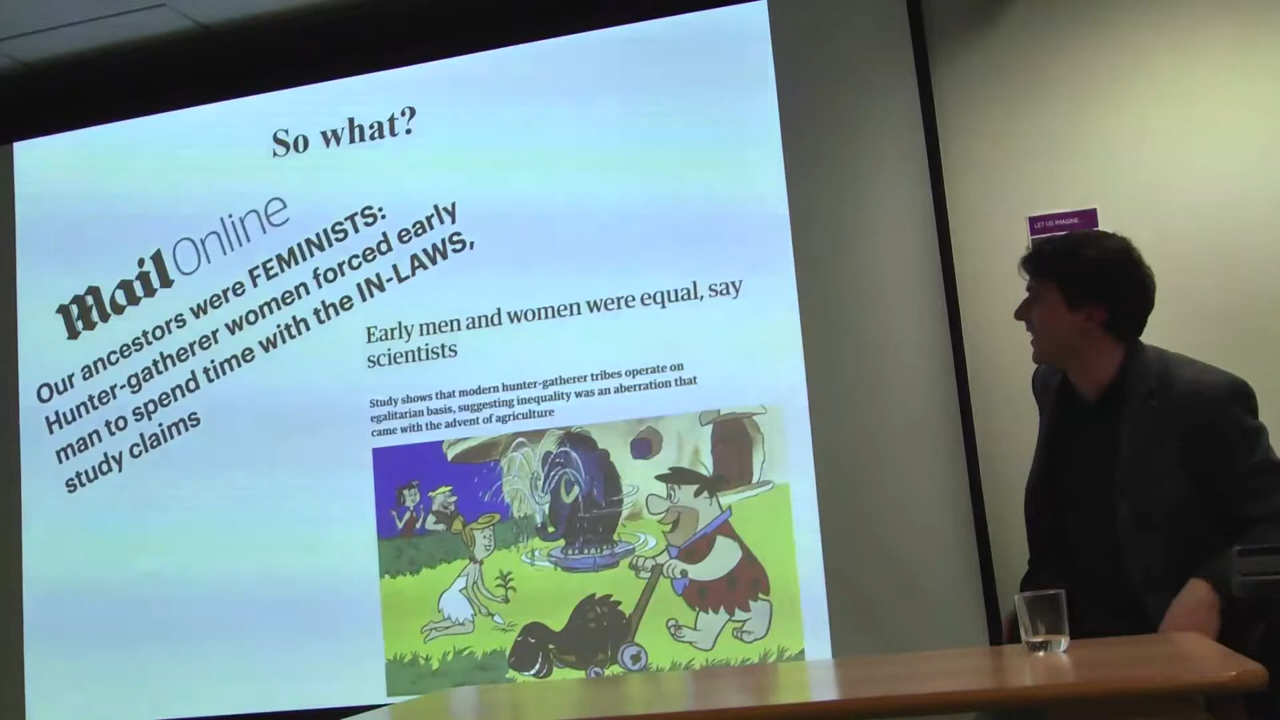 So what?
Mail Online
Our ancestors were FEMINISTS:
Hunter-gatherer women forced early
man to spend time with the IN-LAWS,
study claims
Early men and women were equal, say
scientists
Study shows that modern hunter-gatherer tribes operate on
egalitarian basis, suggesting inequality was an aberration that
came with the advent of agriculture
LET US IMAGINE...